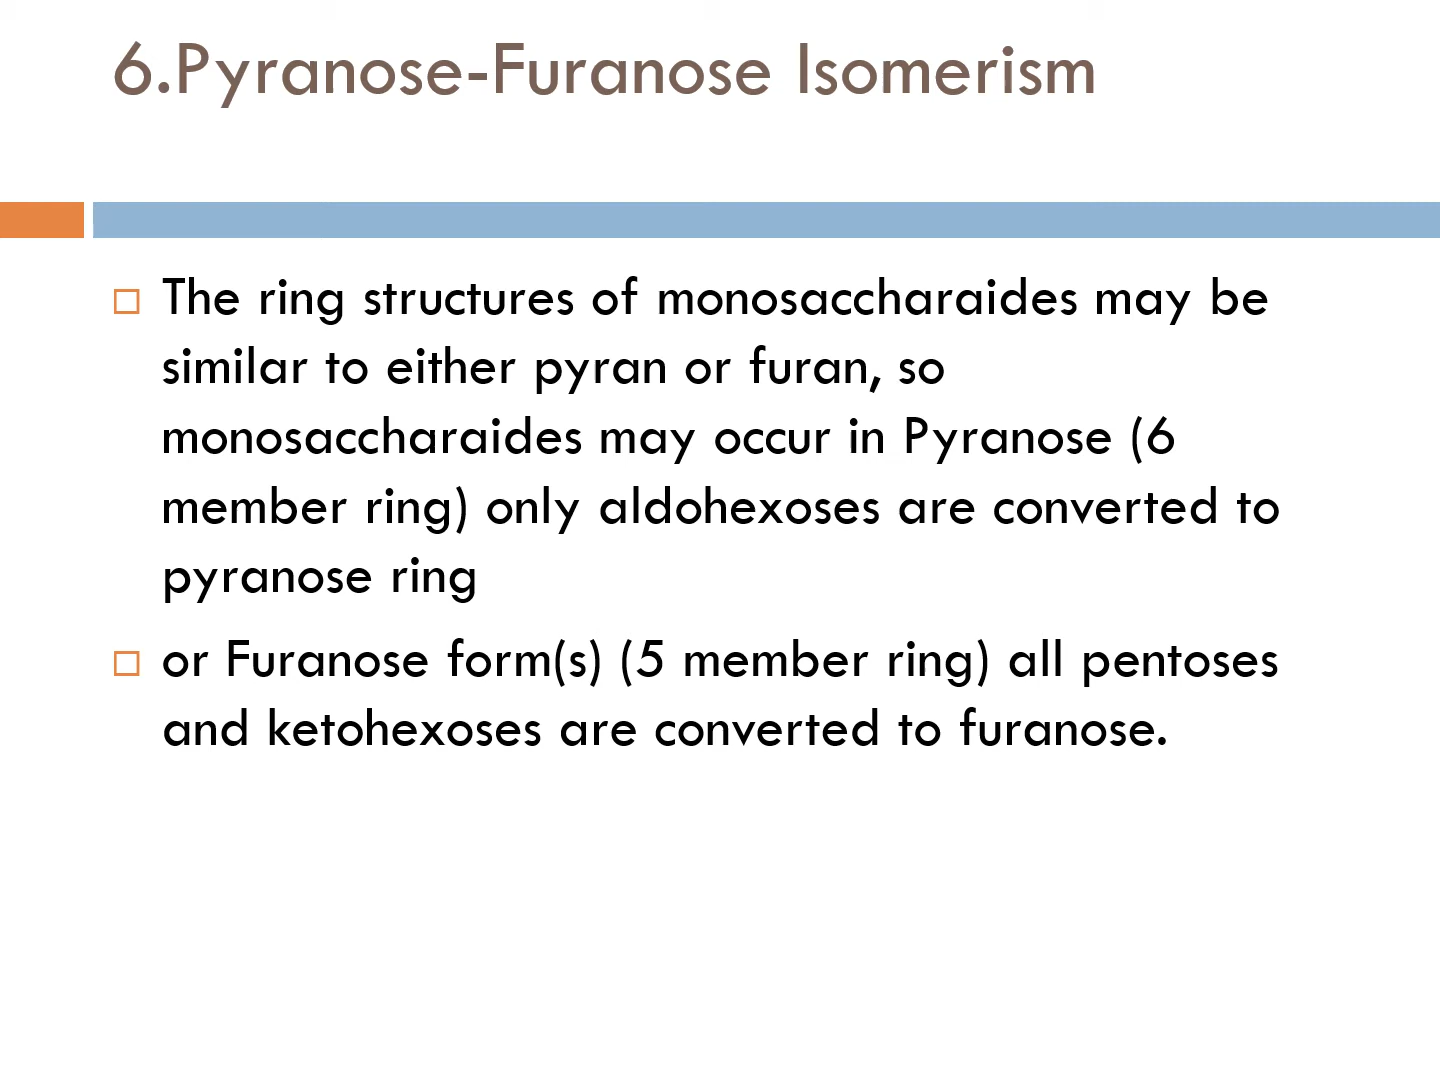 6.Pyranose-Furanose Isomerism
The ring structures of monosaccharaides may be
similar to either pyran or furan, so
monosaccharaides may occur in Pyranose (6
member ring) only aldohexoses are converted to
pyranose ring
or Furanose form(s) (5 member ring) all pentoses
and ketohexoses are converted to furanose.